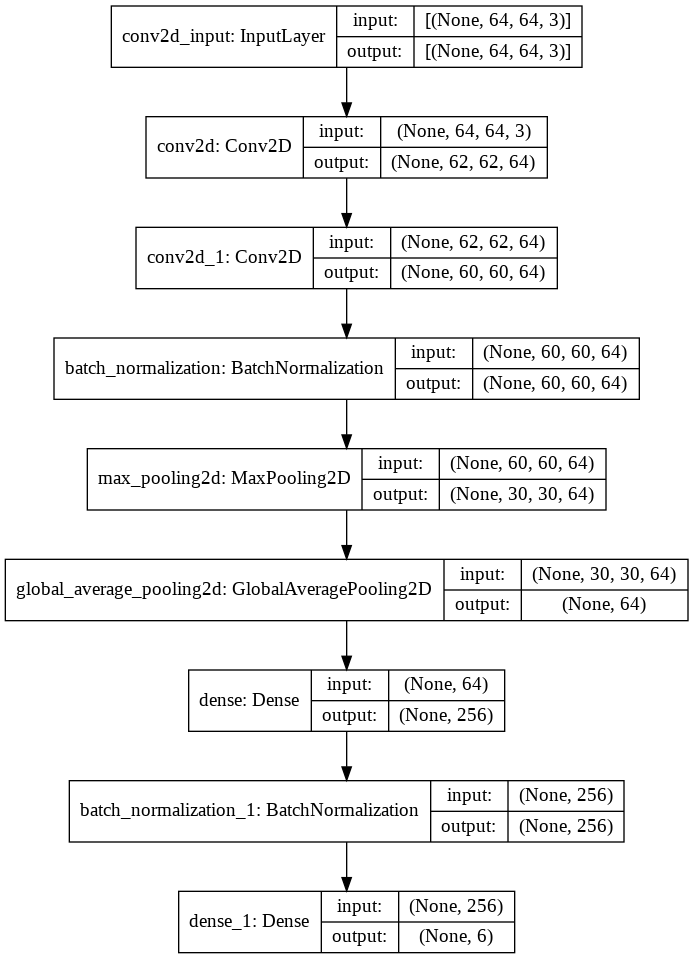 conv2d_input: InputLayer
input:
[(None, 64, 64, 3)]
output:
[(None, 64, 64, 3)]
conv2d: Conv2D
input:
(None, 64, 64, 3)
output:
(None, 62, 62, 64)
conv2d_1: Conv2D
input:
(None, 62, 62, 64)
output:
(None, 60, 60, 64)
batch_normalization: BatchNormalization
input:
(None, 60, 60, 64)
output:
(None, 60, 60, 64)
max_pooling2d: MaxPooling2D
input:
(None, 60, 60, 64)
output:
(None, 30, 30, 64)
global_average_pooling2d: GlobalAveragePooling2D
input:
(None, 30, 30, 64)
output:
(None, 64)
dense: Dense
input:
(None, 64)
output:
(None, 256)
batch_normalization_1: BatchNormalization
input:
(None, 256)
output:
(None, 256)
dense_1: Dense
input:
(None, 256)
output:
(None, 6)